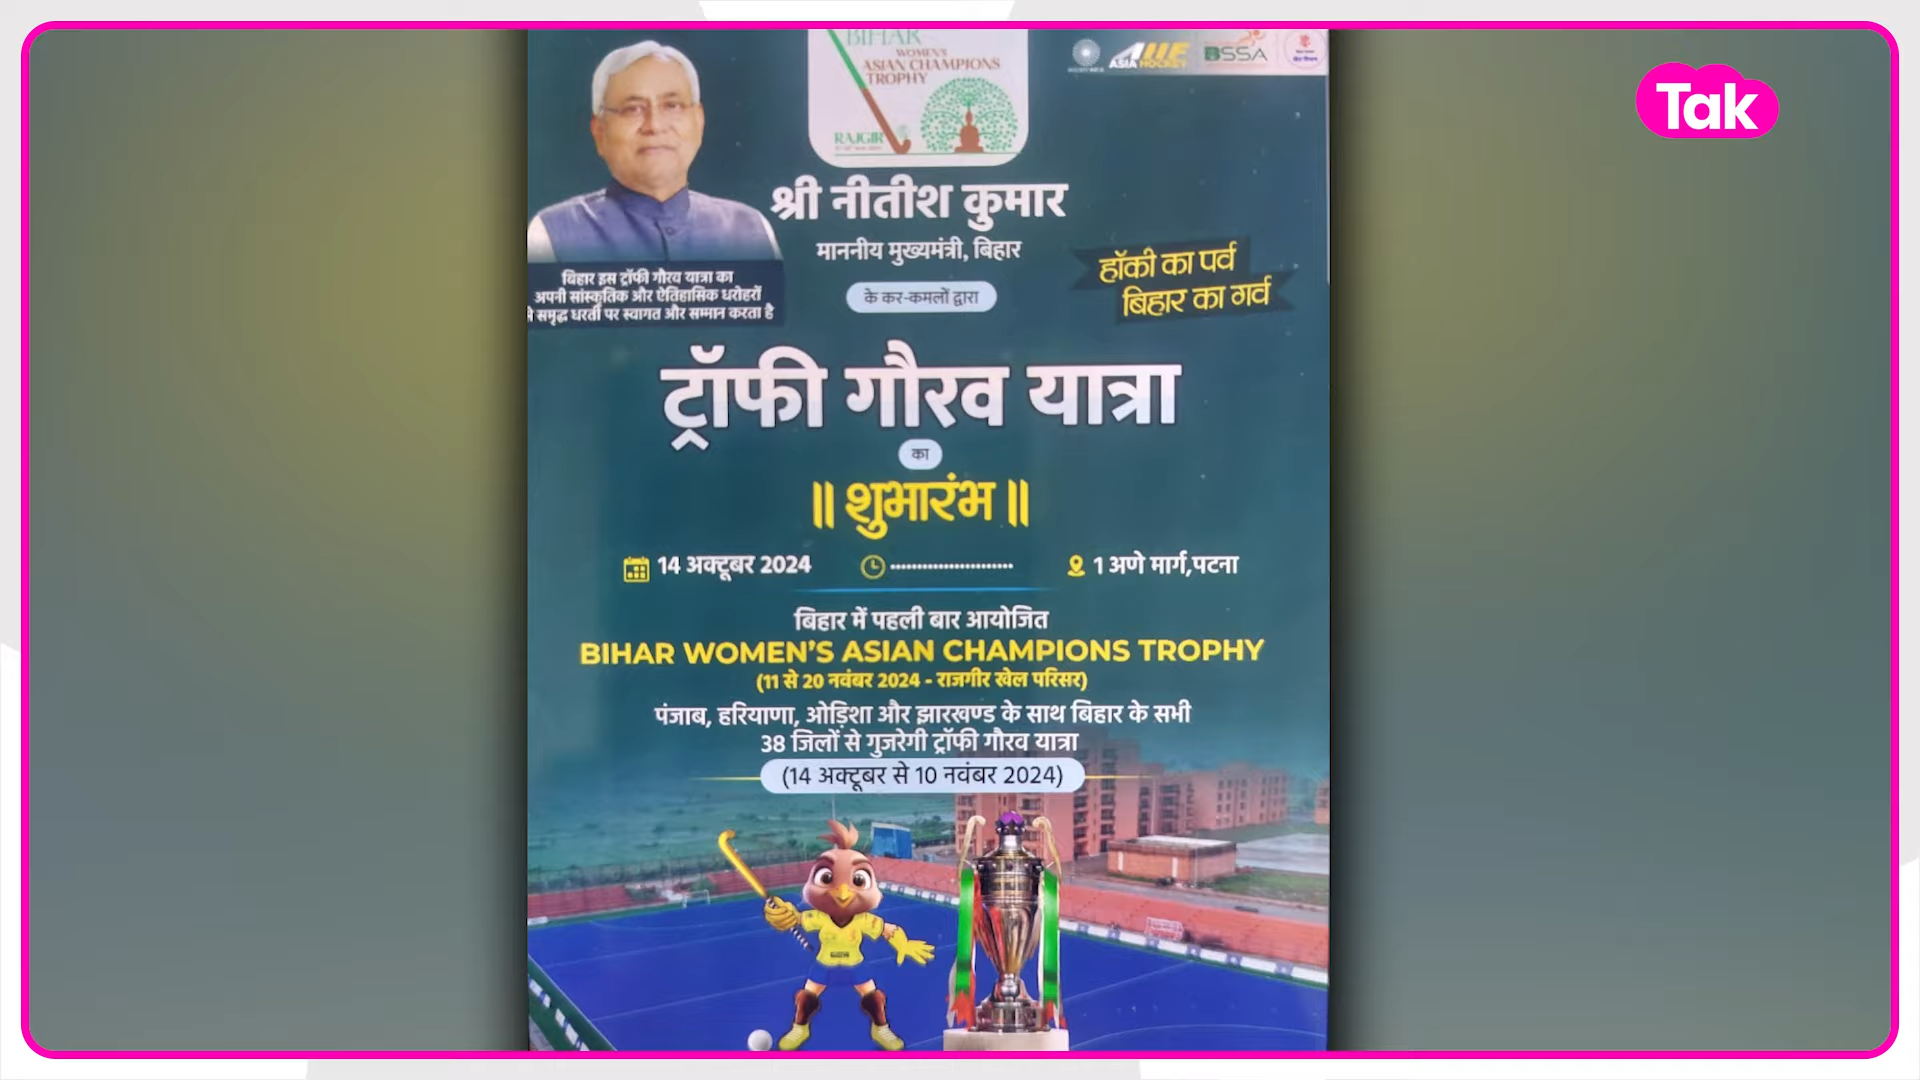 BIHAR
WOMEN'S
ASIAN CHAMPIONS
TROPHY
RAJGIR
ASIA HOCKEY
BSSA
Tak
श्री नीतीश कुमार
माननीय मुख्यमंत्री, बिहार
के कर-कमलों द्वारा
बिहार इस ट्रॉफी गौरव यात्रा का
अपनी सांस्कृतिक और ऐतिहासिक धरोहरों
से समृद्ध धरती पर स्वागत और सम्मान करता है
हॉकी का पर्व
बिहार का गर्व
ट्रॉफी गौरव यात्रा
का
॥ शुभारंभ ॥
14 अक्टूबर 2024
.......................
1 अणे मार्ग,पटना
बिहार में पहली बार आयोजित
BIHAR WOMEN'S ASIAN CHAMPIONS TROPHY
(11 से 20 नवंबर 2024 - राजगीर खेल परिसर)
पंजाब, हरियाणा, ओड़िशा और झारखण्ड के साथ बिहार के सभी
38 जिलों से गुजरेगी ट्रॉफी गौरव यात्रा
(14 अक्टूबर से 10 नवंबर 2024)